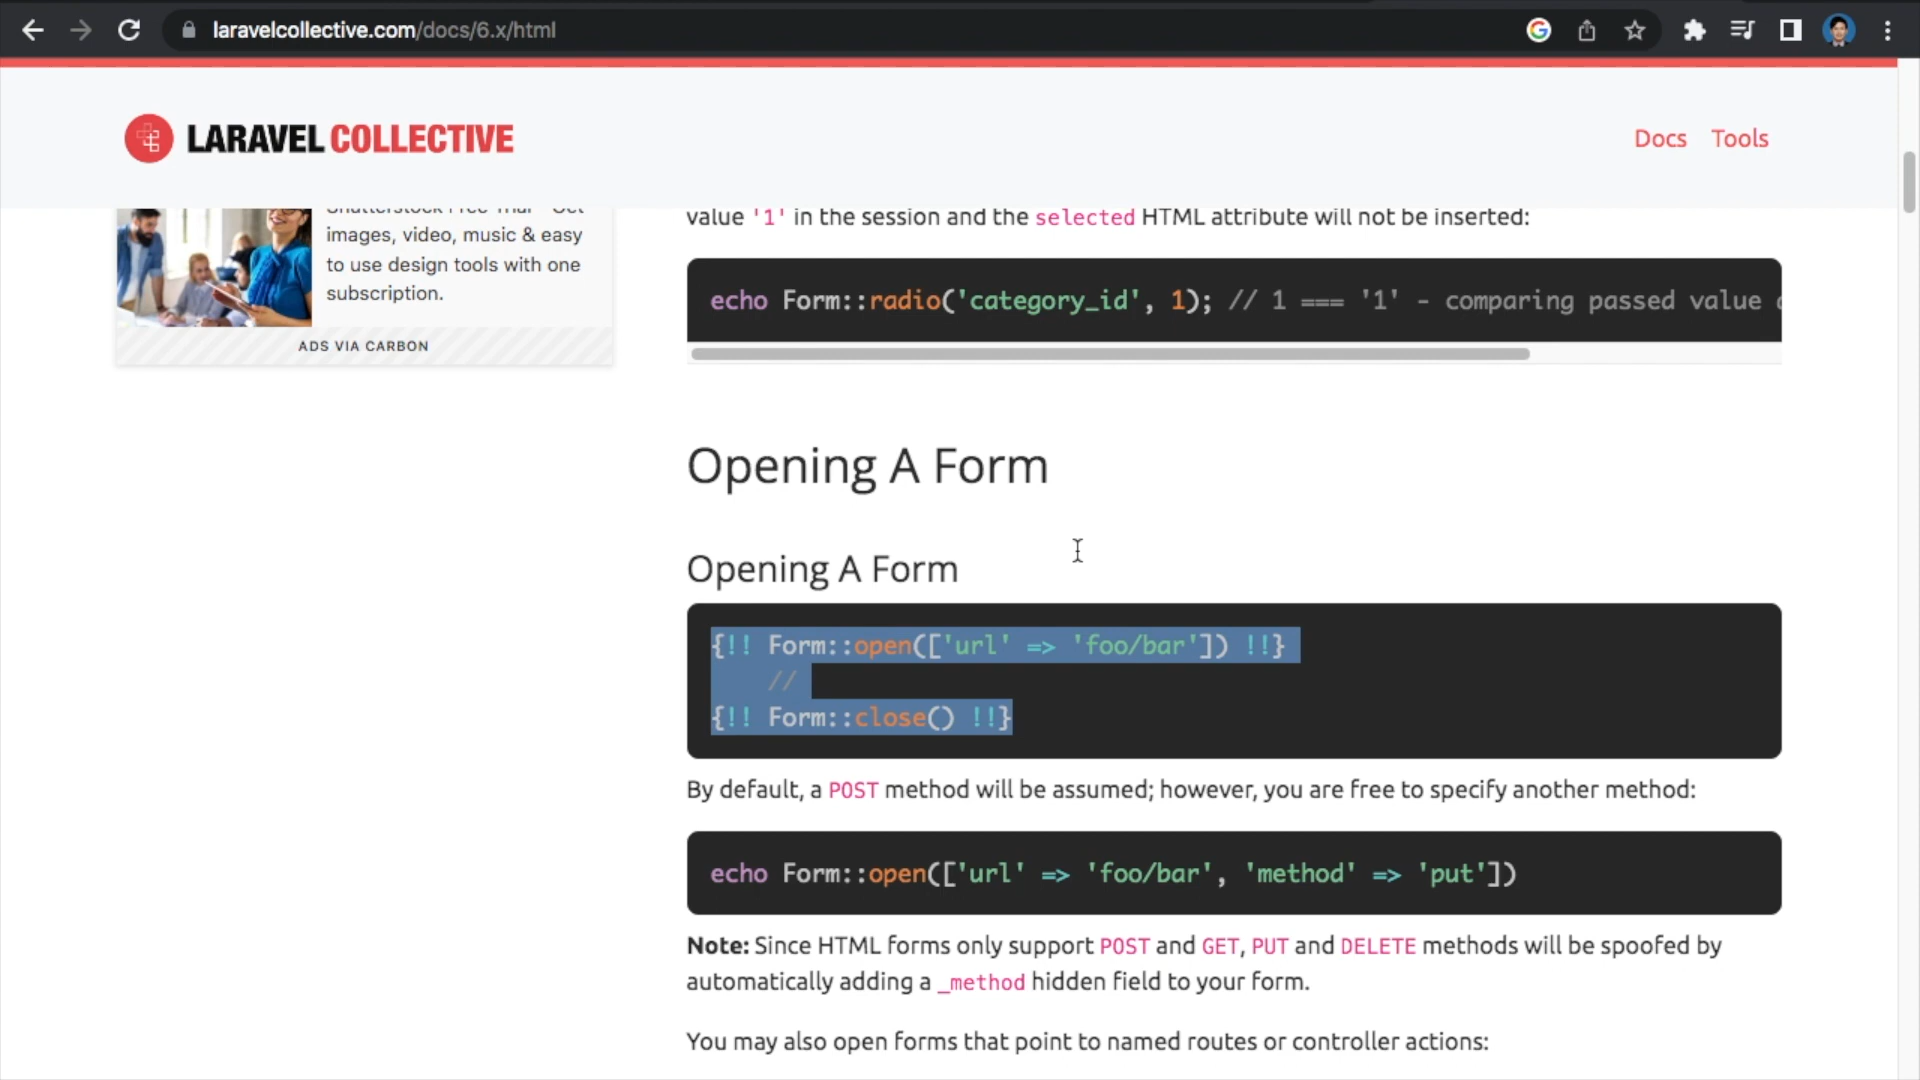 laravelcollective.com/docs/6.x/html
LARAVEL COLLECTIVE
Docs Tools
images, video, music & easy
to use design tools with one
subscription.
ADS VIA CARBON
value '1' in the session and the selected HTML attribute will not be inserted:
echo Form::radio('category_id', 1); // 1 === '1' - comparing passed value
Opening A Form
Opening A Form
{!! Form::open(['url' => 'foo/bar']) !!}
//
{!! Form::close() !!}
By default, a POST method will be assumed; however, you are free to specify another method:
echo Form::open(['url' => 'foo/bar', 'method' => 'put'])
Note: Since HTML forms only support POST and GET, PUT and DELETE methods will be spoofed by
automatically adding a _method hidden field to your form.
You may also open forms that point to named routes or controller actions: